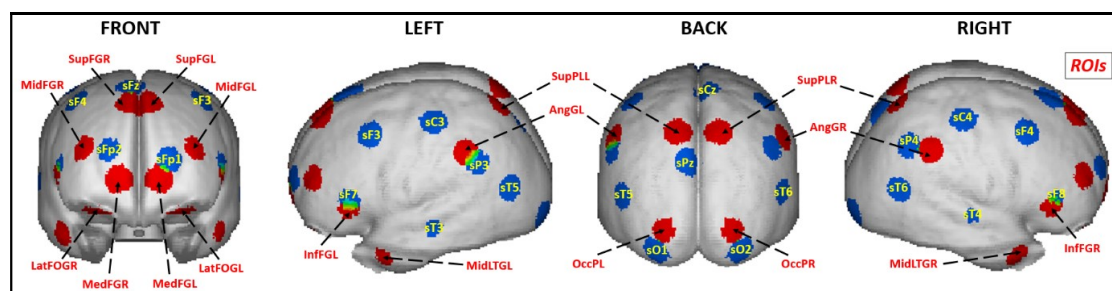 FRONT
LEFT
BACK
RIGHT
SupFGR
SupFGL
ROIs
MidFGR
MidFGL
SupPLL
SupPLR
AngGL
AngGR
sFz
sF4
sF3
sFp2
sFp1
LatFOGR
LatFOGL
MedFGR
MedFGL
sC3
sF3
sP3
sT5
sF7
sT3
InfFGL
MidLTGL
sCz
sPz
sT5
sT6
sO1
sO2
OccPL
OccPR
sC4
sF4
sP4
sT6
sF8
sT4
InfFGR
MidLTGR